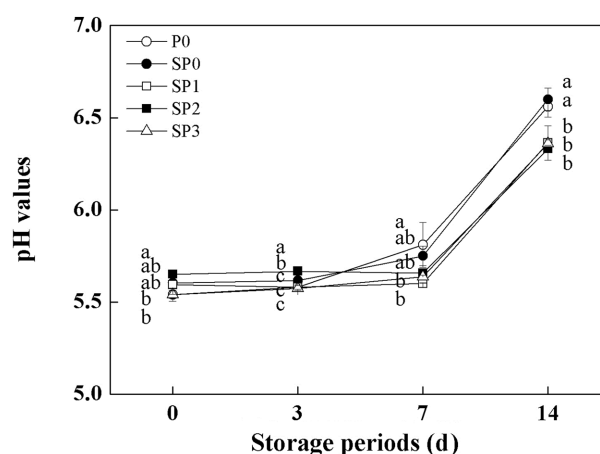 pH values
7.0
6.5
6.0
5.5
5.0
P0
SP0
SP1
SP2
SP3
a
ab
ab
b
b
a
b
c
c
c
a
ab
ab
b
b
a
a
b
b
b
0 3 7 14
Storage periods (d)